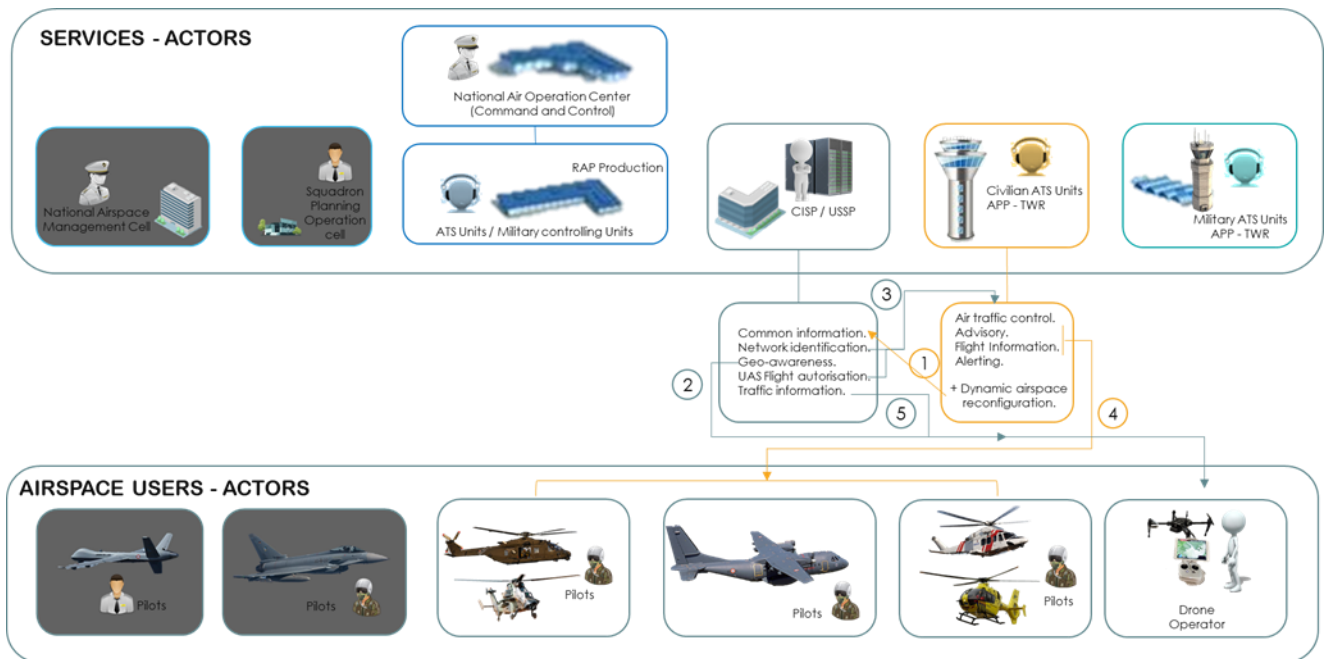 SERVICES - ACTORS
National Air Operation Center
(Command and Control)
National Airspace
Management Cell
Squadron
Planning
Operation
cell
RAP Production
ATS Units / Military controlling Units
CISP / USSP
Civilian ATS Units
APP - TWR
Military ATS Units
APP - TWR
3
Common information.
Network identification.
Geo-awareness.
UAS Flight autorisation.
Traffic information.
1
Air traffic control.
Advisory.
Flight Information.
Alerting.
+ Dynamic airspace
reconfiguration.
2
5
4
AIRSPACE USERS - ACTORS
Pilots
Pilots
Pilots
Pilots
Pilots
Drone
Operator